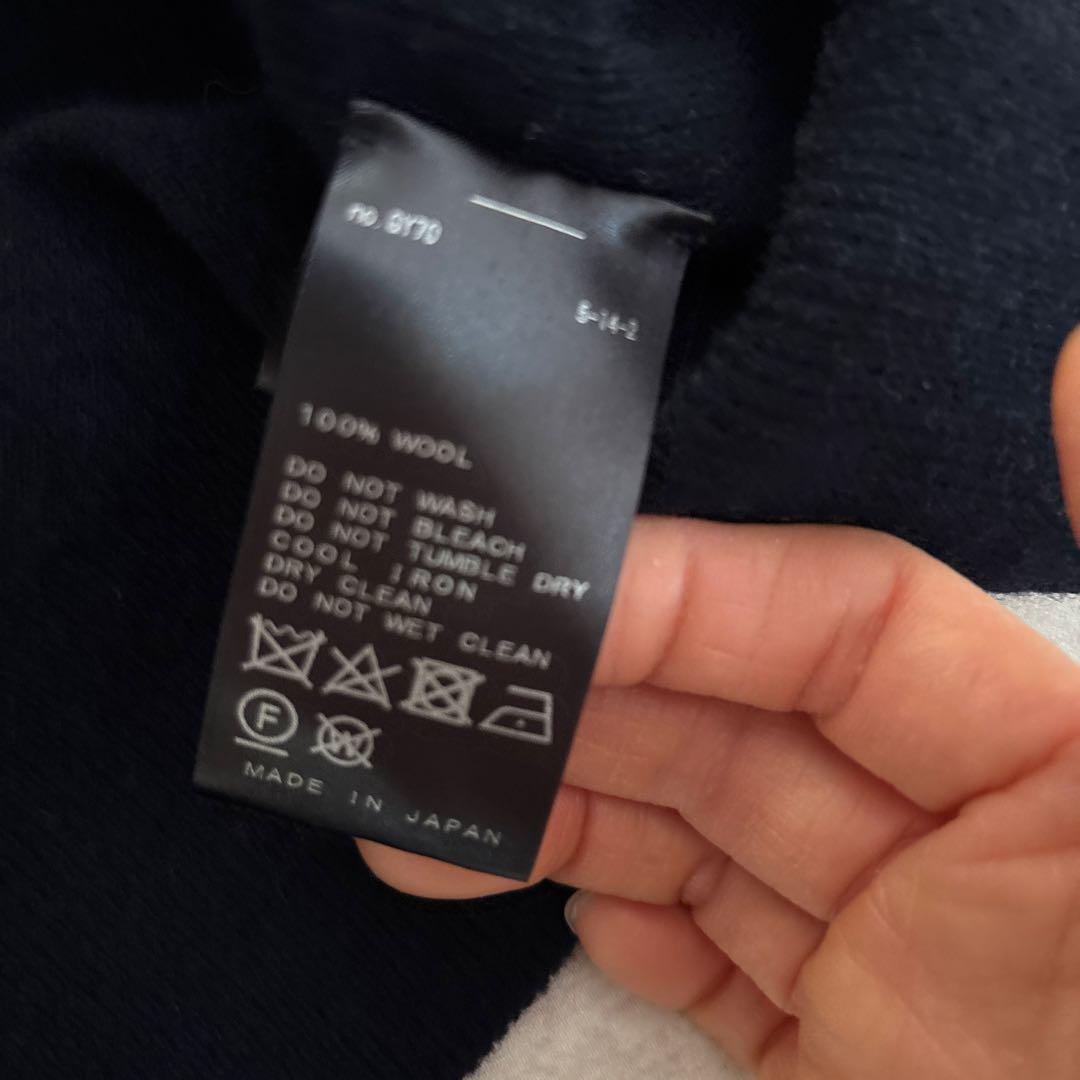 no.
S-14-2
100% WOOL
DO NOT WASH
DO NOT BLEACH
DO NOT TUMBLE DRY
COOL IRON
DRY CLEAN
DO NOT WET CLEAN
F W
MADE IN JAPAN